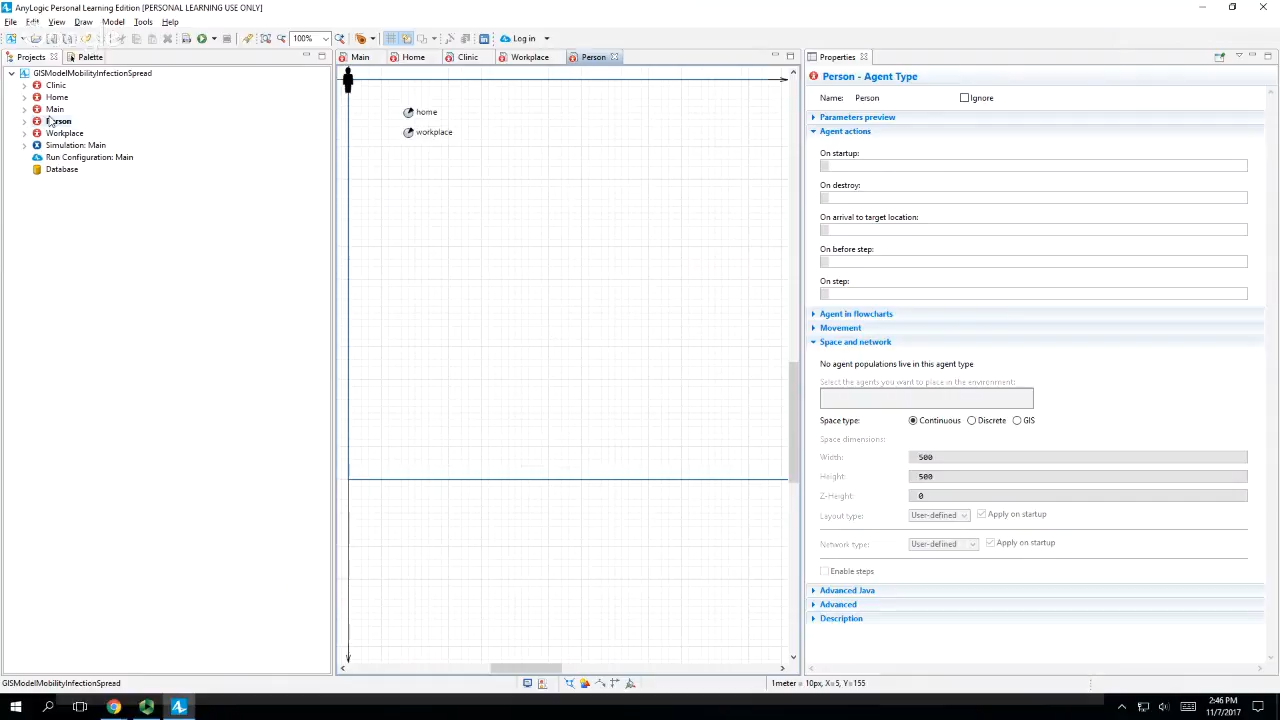 AnyLogic Personal Learning Edition [PERSONAL LEARNING USE ONLY]
File Edit View Draw Model Tools Help
100% Log in
Projects Palette
GISModelMobilityInfectionSpread
Clinic
Home
Main
Person
Workplace
Simulation: Main
Run Configuration: Main
Database
Main Home Clinic Workplace Person
home
workplace
Properties
Person - Agent Type
Name: Person Ignore
Parameters preview
Agent actions
On startup:
On destroy:
On arrival to target location:
On before step:
On step:
Agent in flowcharts
Movement
Space and network
No agent populations live in this agent type
Select the agents you want to place in the environment:
Space type: Continuous Discrete GIS
Space dimensions:
Width: 500
Height: 500
Z-Height: 0
Layout type: User-defined Apply on startup
Network type: User-defined Apply on startup
Enable steps
Advanced Java
Advanced
Description
GISModelMobilityInfectionSpread
1meter = 10px, X=5, Y=155
2:46 PM
11/7/2017